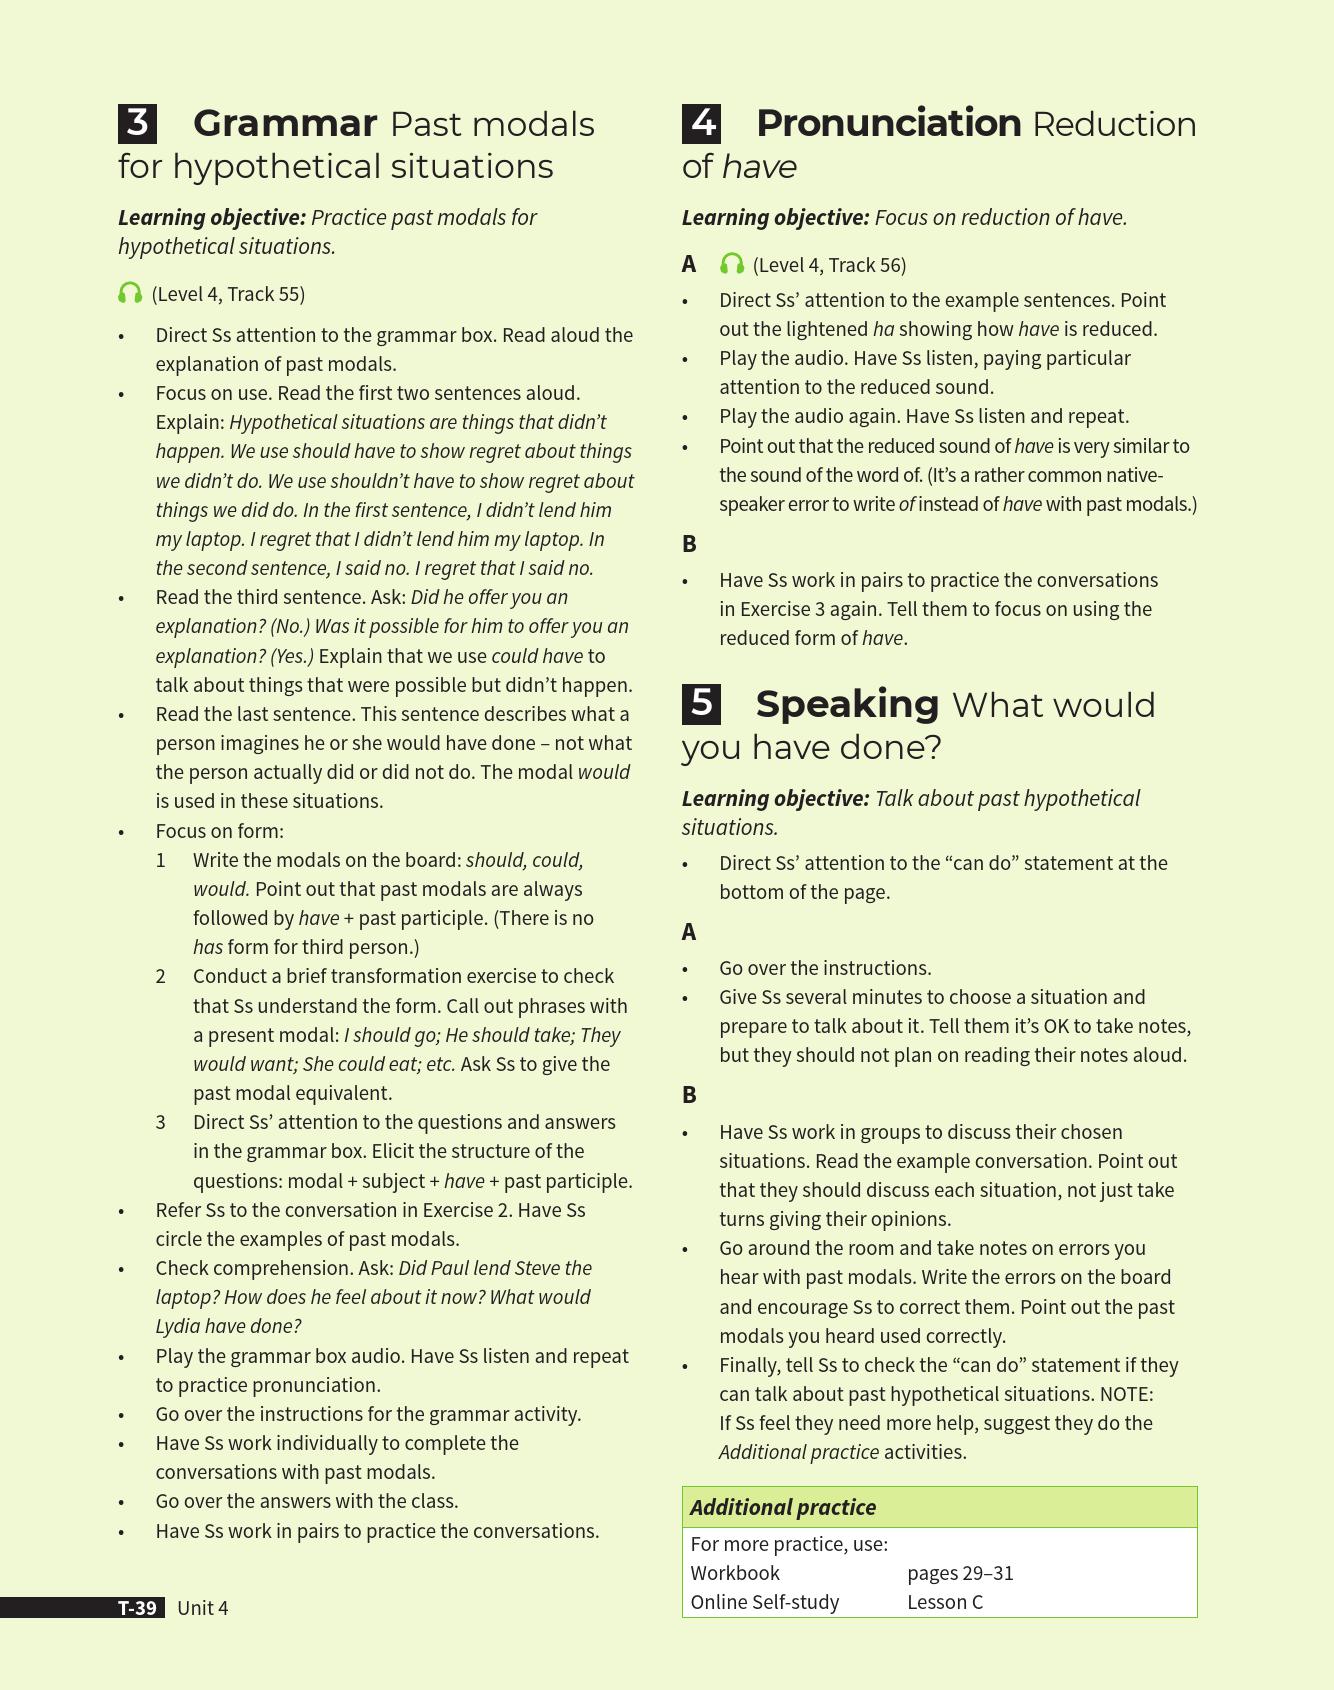 3 Grammar Past modals
for hypothetical situations
Learning objective: Practice past modals for
hypothetical situations.
(Level 4, Track 55)
• Direct Ss attention to the grammar box. Read aloud the
explanation of past modals.
• Focus on use. Read the first two sentences aloud.
Explain: Hypothetical situations are things that didn’t
happen. We use should have to show regret about things
we didn’t do. We use shouldn’t have to show regret about
things we did do. In the first sentence, I didn’t lend him
my laptop. I regret that I didn’t lend him my laptop. In
the second sentence, I said no. I regret that I said no.
• Read the third sentence. Ask: Did he offer you an
explanation? (No.) Was it possible for him to offer you an
explanation? (Yes.) Explain that we use could have to
talk about things that were possible but didn’t happen.
• Read the last sentence. This sentence describes what a
person imagines he or she would have done – not what
the person actually did or did not do. The modal would
is used in these situations.
• Focus on form:
1 Write the modals on the board: should, could,
would. Point out that past modals are always
followed by have + past participle. (There is no
has form for third person.)
2 Conduct a brief transformation exercise to check
that Ss understand the form. Call out phrases with
a present modal: I should go; He should take; They
would want; She could eat; etc. Ask Ss to give the
past modal equivalent.
3 Direct Ss’ attention to the questions and answers
in the grammar box. Elicit the structure of the
questions: modal + subject + have + past participle.
• Refer Ss to the conversation in Exercise 2. Have Ss
circle the examples of past modals.
• Check comprehension. Ask: Did Paul lend Steve the
laptop? How does he feel about it now? What would
Lydia have done?
• Play the grammar box audio. Have Ss listen and repeat
to practice pronunciation.
• Go over the instructions for the grammar activity.
• Have Ss work individually to complete the
conversations with past modals.
• Go over the answers with the class.
• Have Ss work in pairs to practice the conversations.
4 Pronunciation Reduction
of have
Learning objective: Focus on reduction of have.
A (Level 4, Track 56)
• Direct Ss’ attention to the example sentences. Point
out the lightened ha showing how have is reduced.
• Play the audio. Have Ss listen, paying particular
attention to the reduced sound.
• Play the audio again. Have Ss listen and repeat.
• Point out that the reduced sound of have is very similar to
the sound of the word of. (It’s a rather common native-
speaker error to write of instead of have with past modals.)
B
• Have Ss work in pairs to practice the conversations
in Exercise 3 again. Tell them to focus on using the
reduced form of have.
5 Speaking What would
you have done?
Learning objective: Talk about past hypothetical
situations.
• Direct Ss’ attention to the “can do” statement at the
bottom of the page.
A
• Go over the instructions.
• Give Ss several minutes to choose a situation and
prepare to talk about it. Tell them it’s OK to take notes,
but they should not plan on reading their notes aloud.
B
• Have Ss work in groups to discuss their chosen
situations. Read the example conversation. Point out
that they should discuss each situation, not just take
turns giving their opinions.
• Go around the room and take notes on errors you
hear with past modals. Write the errors on the board
and encourage Ss to correct them. Point out the past
modals you heard used correctly.
• Finally, tell Ss to check the “can do” statement if they
can talk about past hypothetical situations. NOTE:
If Ss feel they need more help, suggest they do the
Additional practice activities.
Additional practice
For more practice, use:
Workbook pages 29–31
Online Self-study Lesson C
T-39 Unit 4